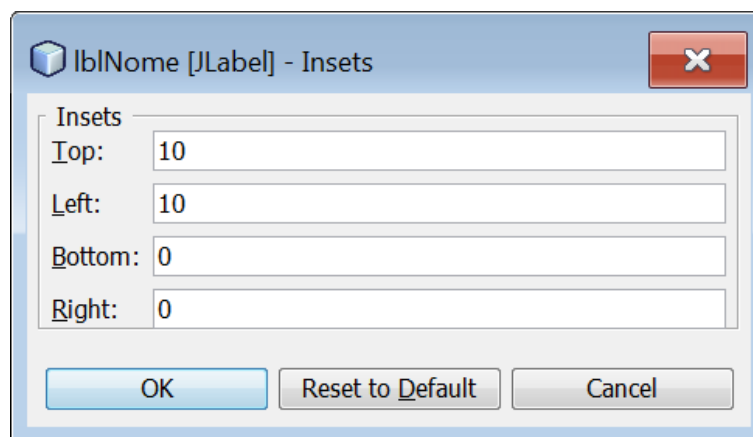 lblNome [JLabel] - Insets
Insets
Top: 10
Left: 10
Bottom: 0
Right: 0
OK Reset to Default Cancel